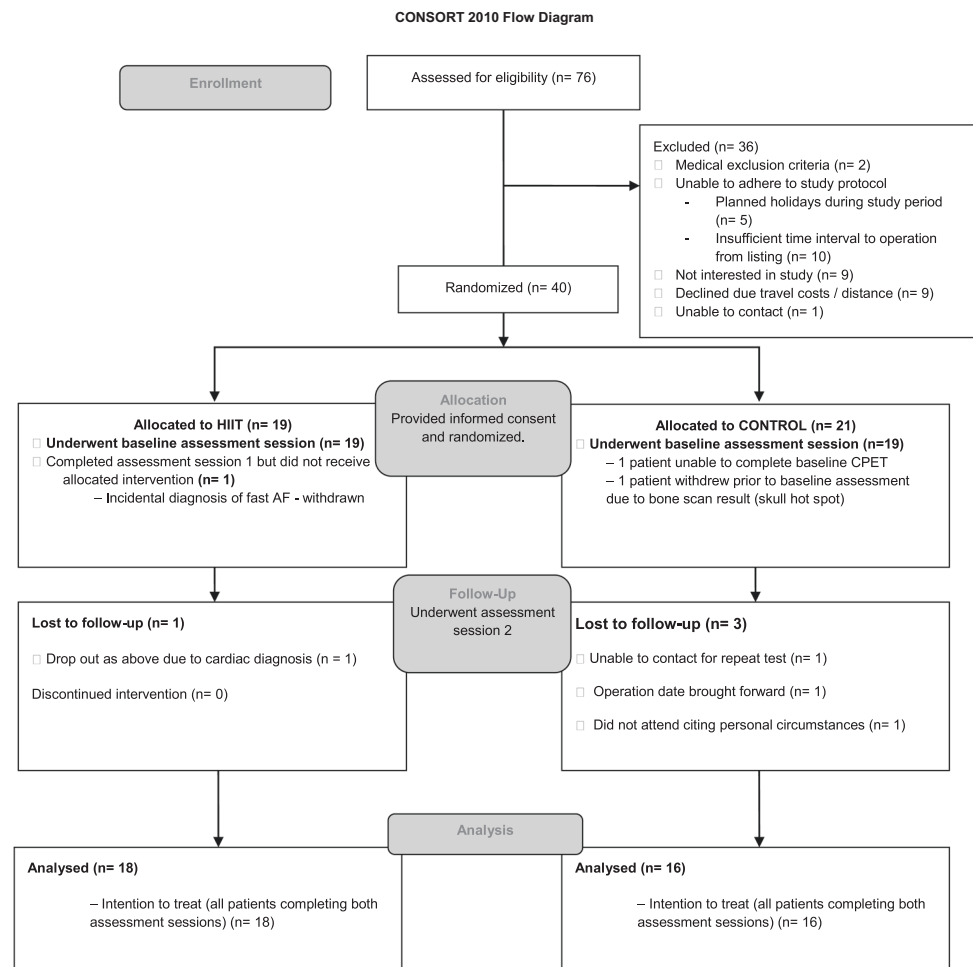 CONSORT 2010 Flow Diagram
Enrollment
Assessed for eligibility (n= 76)
Excluded (n= 36)
Medical exclusion criteria (n= 2)
Unable to adhere to study protocol
- Planned holidays during study period
(n= 5)
- Insufficient time interval to operation
from listing (n= 10)
Not interested in study (n= 9)
Declined due travel costs / distance (n= 9)
Unable to contact (n= 1)
Randomized (n= 40)
Allocation
Provided informed consent
and randomized.
Allocated to HIIT (n= 19)
Underwent baseline assessment session (n= 19)
Completed assessment session 1 but did not receive
allocated intervention (n= 1)
– Incidental diagnosis of fast AF - withdrawn
Allocated to CONTROL (n= 21)
Underwent baseline assessment session (n=19)
– 1 patient unable to complete baseline CPET
– 1 patient withdrew prior to baseline assessment
due to bone scan result (skull hot spot)
Follow-Up
Underwent assessment
session 2
Lost to follow-up (n= 1)
Drop out as above due to cardiac diagnosis (n = 1)
Discontinued intervention (n= 0)
Lost to follow-up (n= 3)
Unable to contact for repeat test (n= 1)
Operation date brought forward (n= 1)
Did not attend citing personal circumstances (n= 1)
Analysis
Analysed (n= 18)
– Intention to treat (all patients completing both
assessment sessions) (n= 18)
Analysed (n= 16)
– Intention to treat (all patients completing both
assessment sessions) (n= 16)